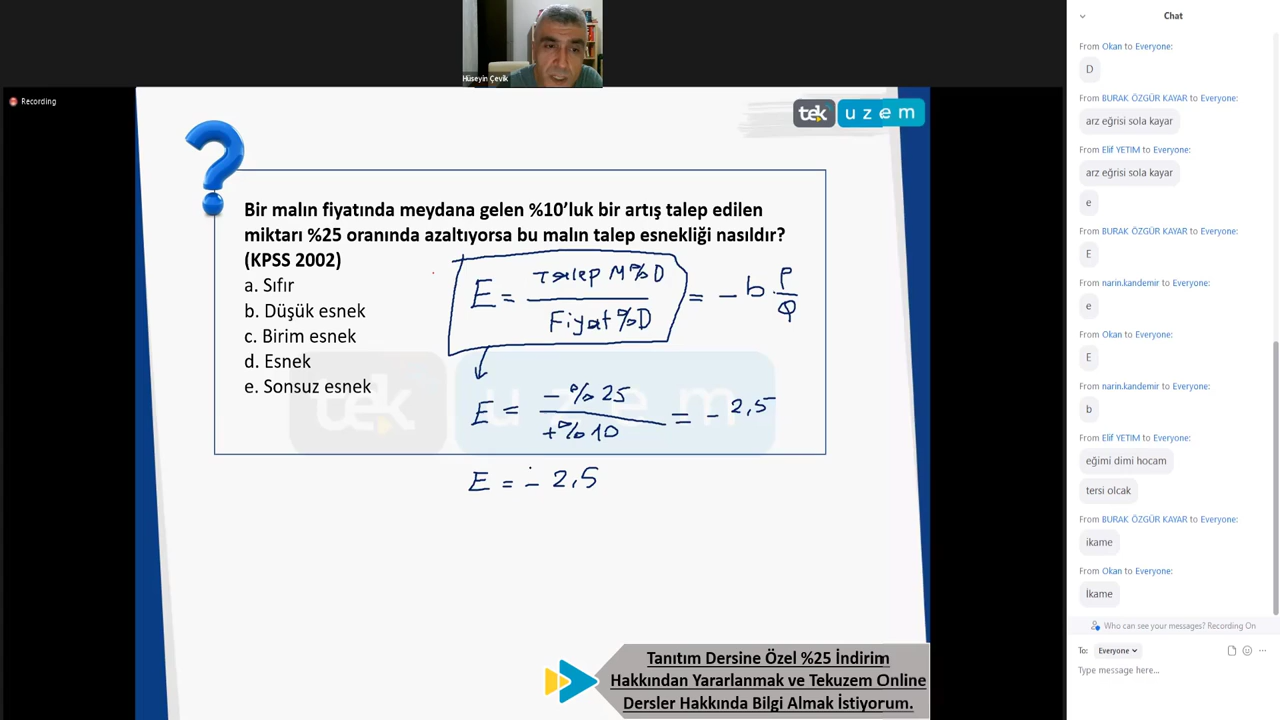 Hüseyin Çevik
Recording
tek uzem
Bir malın fiyatında meydana gelen %10’luk bir artış talep edilen
miktarı %25 oranında azaltıyorsa bu malın talep esnekliği nasıldır?
(KPSS 2002)
a. Sıfır
b. Düşük esnek
c. Birim esnek
d. Esnek
e. Sonsuz esnek
E = Talep M%D / Fiyat %D = - b . P / Q
E = - %25 / + %10 = - 2,5
E = - 2,5
tek uzem
Tanıtım Dersine Özel %25 İndirim
Hakkından Yararlanmak ve Tekuzem Online
Dersler Hakkında Bilgi Almak İstiyorum.
Chat
From Okan to Everyone:
D
From BURAK ÖZGÜR KAYAR to Everyone:
arz eğrisi sola kayar
From Elif YETIM to Everyone:
arz eğrisi sola kayar
e
From BURAK ÖZGÜR KAYAR to Everyone:
E
From narin.kandemir to Everyone:
e
From Okan to Everyone:
E
From narin.kandemir to Everyone:
b
From Elif YETIM to Everyone:
eğimi dimi hocam
tersi olcak
From BURAK ÖZGÜR KAYAR to Everyone:
ikame
From Okan to Everyone:
İkame
Who can see your messages? Recording On
To: Everyone
Type message here...